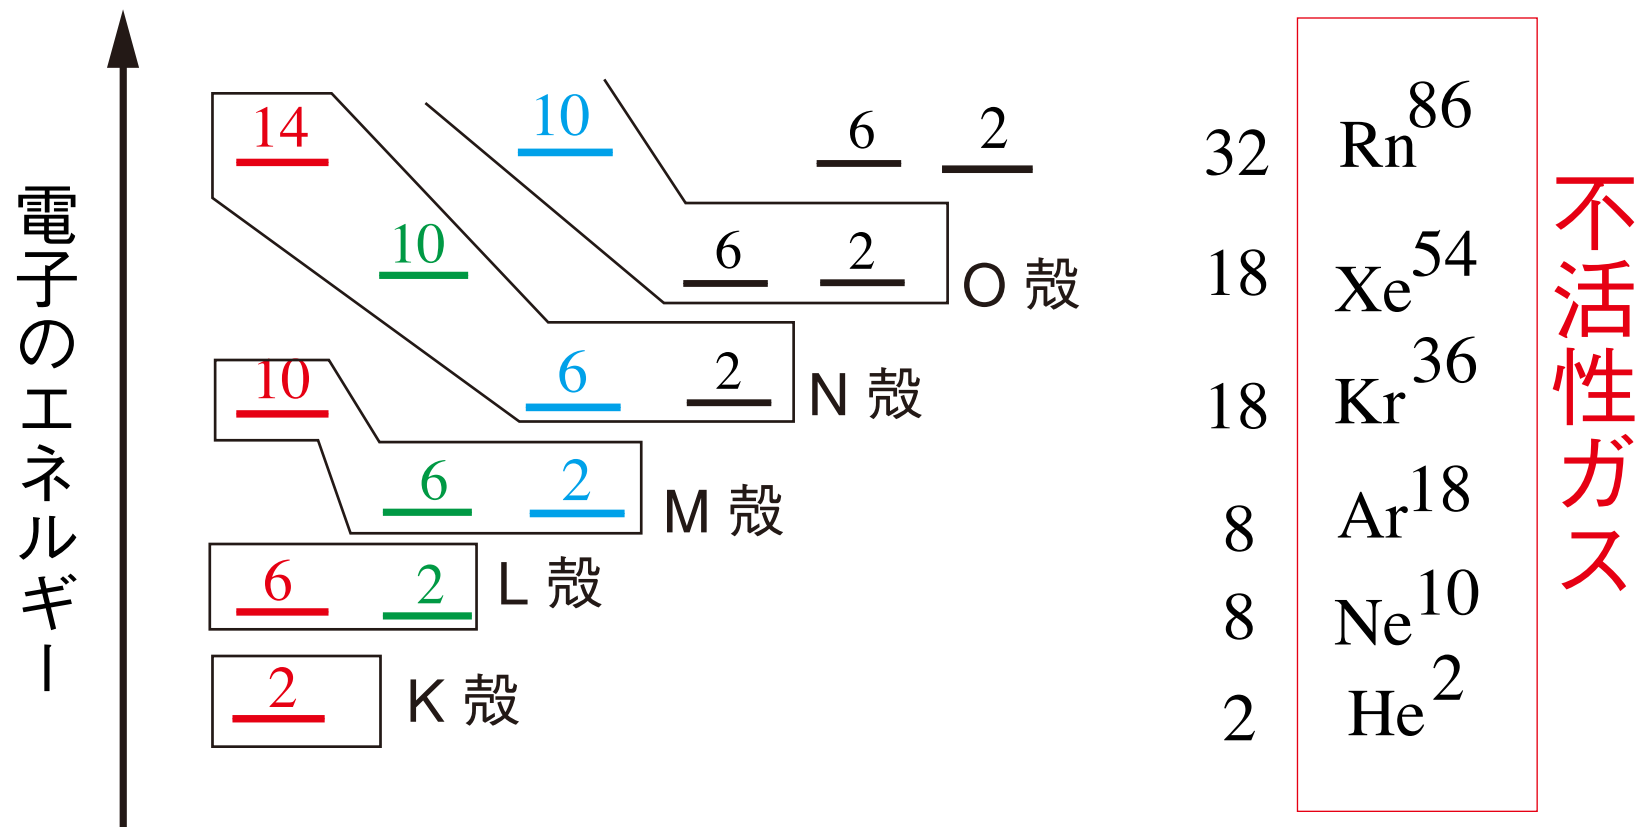 電子のエネルギー
14 10 6 2 32 Rn86
10 6 2 O 殻 18 Xe54
6 2 N 殻 18 Kr36
10 6 2 M 殻 8 Ar18
6 2 L 殻 8 Ne10
2 K 殻 2 He2
不活性ガス